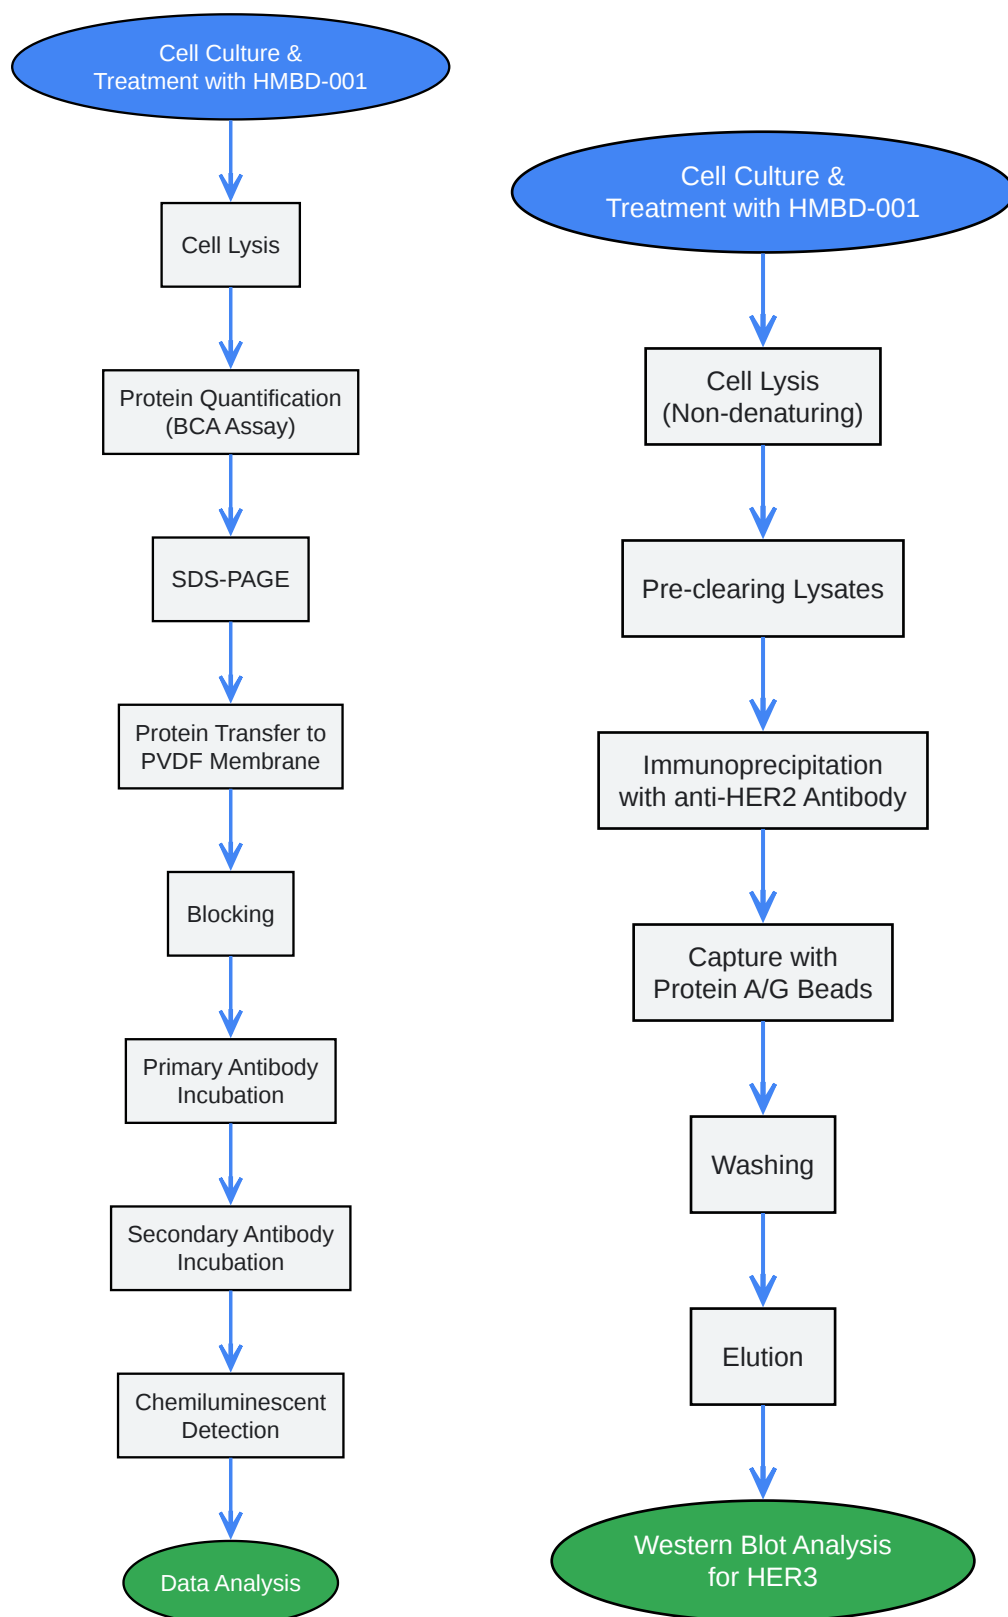 Cell Culture &
Treatment with HMBD-001
Cell Lysis
Protein Quantification
(BCA Assay)
SDS-PAGE
Protein Transfer to
PVDF Membrane
Blocking
Primary Antibody
Incubation
Secondary Antibody
Incubation
Chemiluminescent
Detection
Data Analysis
Cell Culture &
Treatment with HMBD-001
Cell Lysis
(Non-denaturing)
Pre-clearing Lysates
Immunoprecipitation
with anti-HER2 Antibody
Capture with
Protein A/G Beads
Washing
Elution
Western Blot Analysis
for HER3